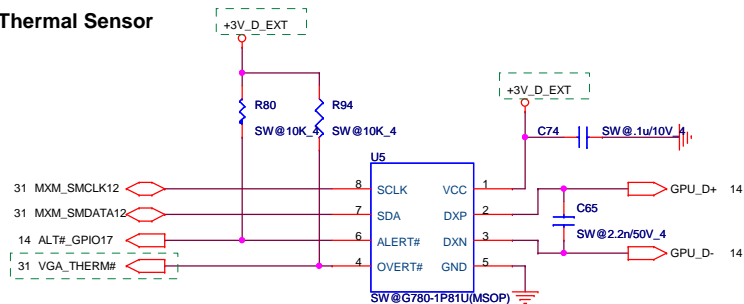 Thermal Sensor
+3V_D_EXT
+3V_D_EXT
R80
R94
SW@10K_4
SW@10K_4
C74
SW@.1u/10V_4
U5
31 MXM_SMCLK12
8 SCLK
VCC 1
GPU_D+ 14
31 MXM_SMDATA12
7 SDA
DXP 2
C65
SW@2.2n/50V_4
14 ALT#_GPIO17
6 ALERT#
DXN 3
GPU_D- 14
31 VGA_THERM#
4 OVERT#
GND 5
SW@G780-1P81U(MSOP)